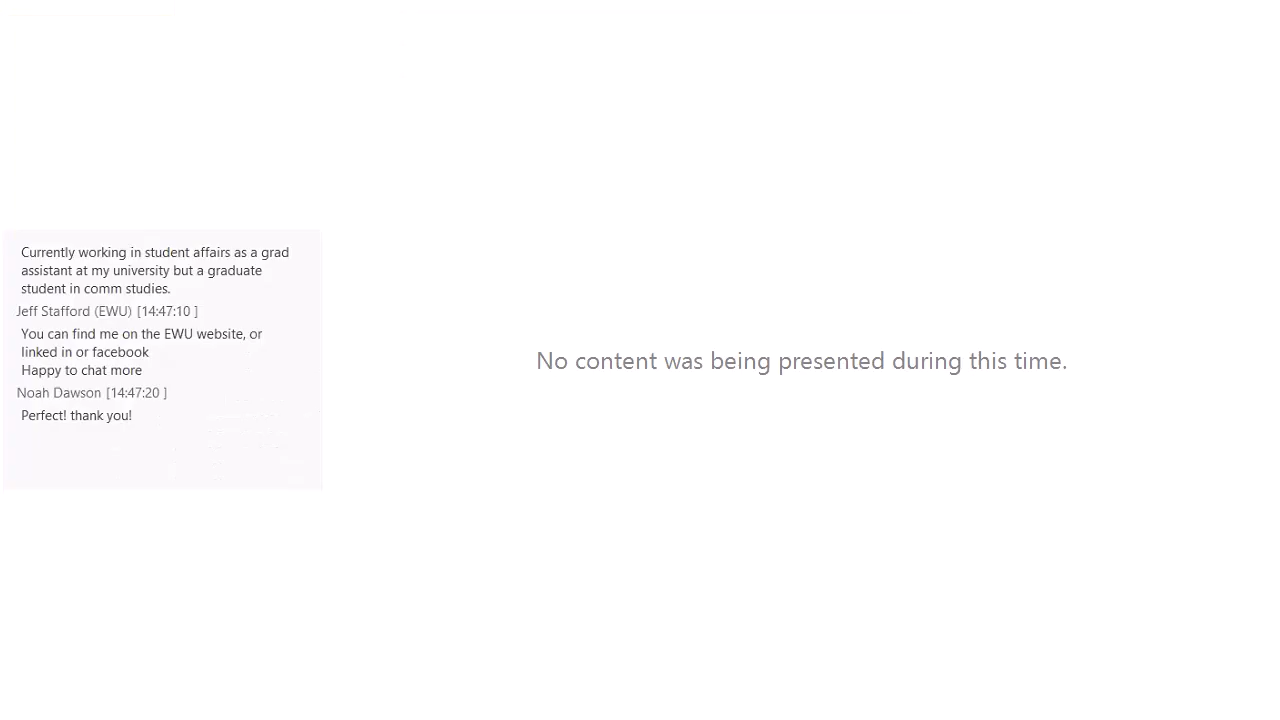 Currently working in student affairs as a grad
assistant at my university but a graduate
student in comm studies.
Jeff Stafford (EWU) [14:47:10 ]
You can find me on the EWU website, or
linked in or facebook
Happy to chat more
Noah Dawson [14:47:20 ]
Perfect! thank you!
No content was being presented during this time.